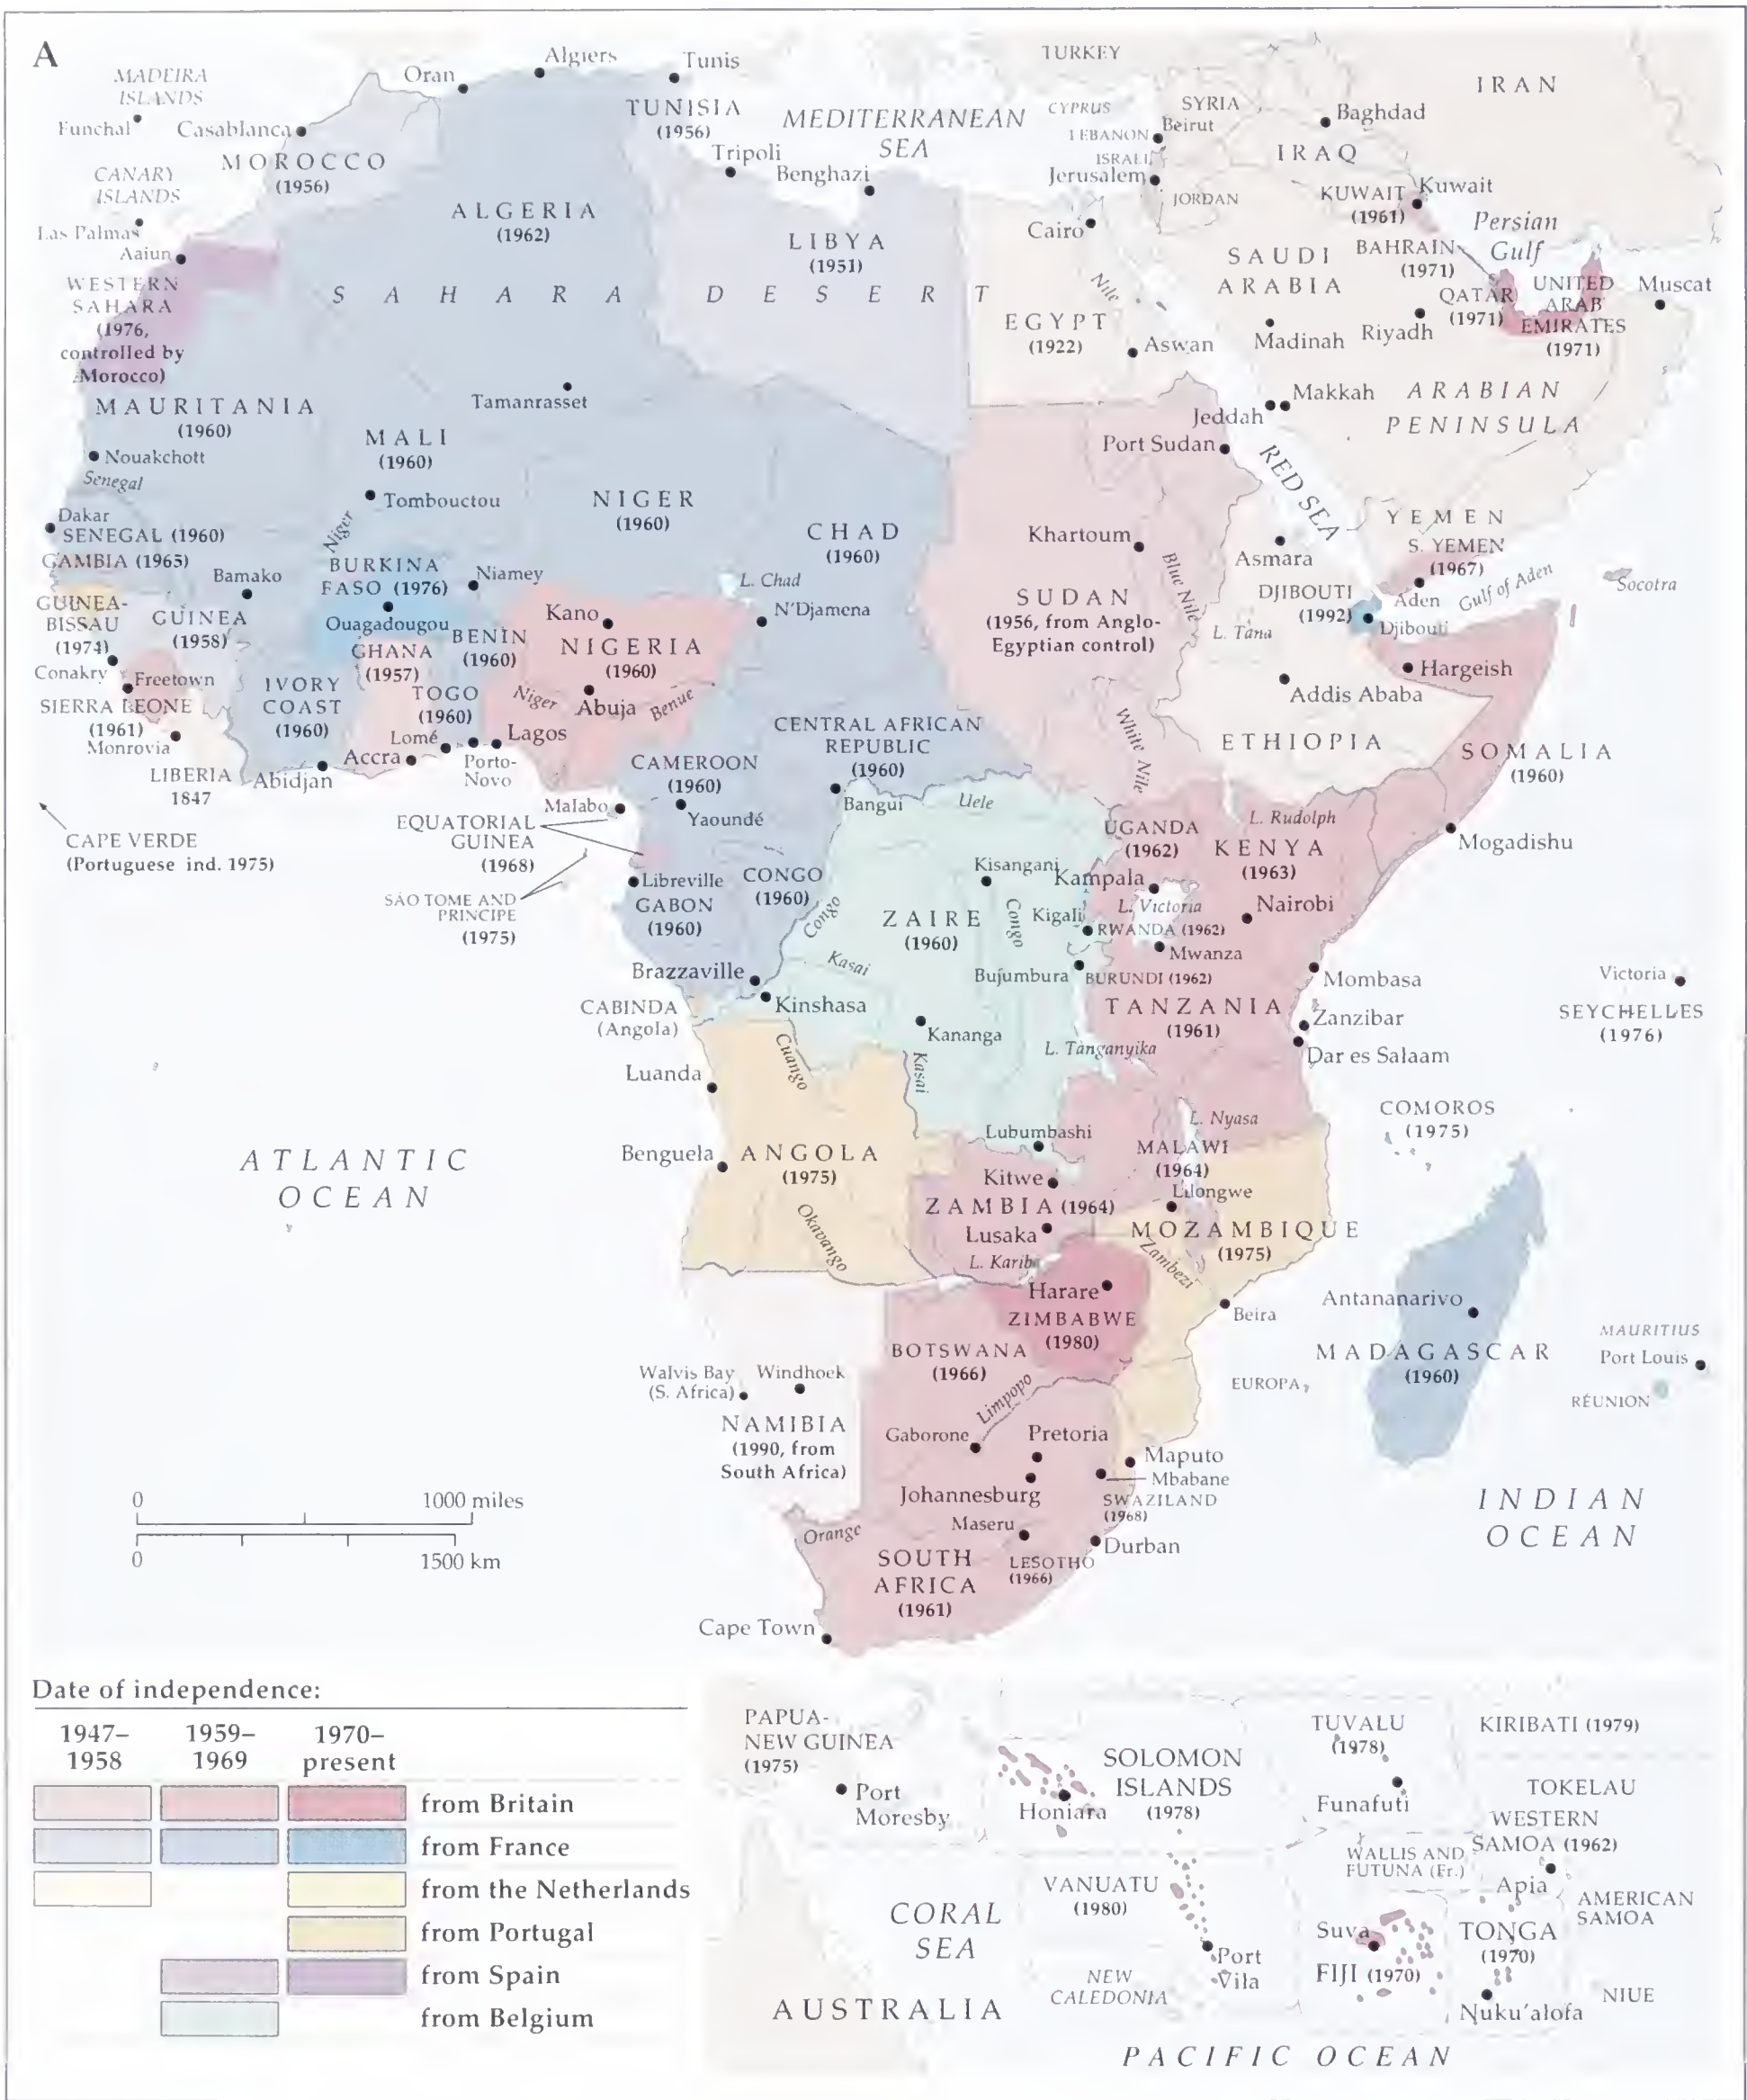 A
MADEIRA
ISLANDS
Funchal
Casablanca
Oran
Algiers
Tunis
TUNISIA
(1956)
MEDITERRANEAN
SEA
TURKEY
CYPRUS
SYRIA
LEBANON
Beirut
ISRAEL
Jerusalem
JORDAN
Baghdad
IRAQ
IRAN
MOROCCO
(1956)
CANARY
ISLANDS
Las Palmas
Aaiun
Tripoli
Benghazi
Cairo
KUWAIT
(1961)
Kuwait
Persian
Gulf
ALGERIA
(1962)
LIBYA
(1951)
SAUDI
ARABIA
BAHRAIN
(1971)
QATAR
(1971)
UNITED
ARAB
EMIRATES
(1971)
Muscat
WESTERN
SAHARA
(1976,
controlled by
Morocco)
SAHARA DESERT
Nile
EGYPT
(1922)
Aswan
Madinah
Riyadh
Makkah
Jeddah
ARABIAN
PENINSULA
Port Sudan
RED SEA
MAURITANIA
(1960)
Tamanrasset
MALI
(1960)
Nouakchott
Senegal
Tombouctou
NIGER
(1960)
CHAD
(1960)
Khartoum
Blue Nile
Asmara
YEMEN
S. YEMEN
(1967)
Aden
Gulf of Aden
Socotra
Dakar
SENEGAL (1960)
GAMBIA (1965)
Bamako
Niger
BURKINA
FASO (1976)
Niamey
Ouagadougou
L. Chad
N'Djamena
SUDAN
(1956, from Anglo-
Egyptian control)
DJIBOUTI
(1992)
Djibouti
L. Tana
GUINEA-
BISSAU
(1974)
GUINEA
(1958)
Conakry
Freetown
SIERRA LEONE
(1961)
Monrovia
LIBERIA
1847
IVORY
COAST
(1960)
Abidjan
GHANA
(1957)
TOGO
(1960)
BENIN
(1960)
Kano
NIGERIA
(1960)
Niger
Abuja
Benue
Lomé
Accra
Porto-
Novo
Lagos
Hargeish
Addis Ababa
ETHIOPIA
SOMALIA
(1960)
White Nile
CENTRAL AFRICAN
REPUBLIC
(1960)
CAMEROON
(1960)
Bangui
Uele
Malabo
Yaoundé
EQUATORIAL
GUINEA
(1968)
CAPE VERDE
(Portuguese ind. 1975)
UGANDA
(1962)
L. Rudolph
KENYA
(1963)
Mogadishu
SÃO TOME AND
PRINCIPE
(1975)
Libreville
GABON
(1960)
CONGO
(1960)
Congo
ZAIRE
(1960)
Kisangani
Congo
Kampala
Kigali
L. Victoria
Nairobi
RWANDA (1962)
Mwanza
Bujumbura
BURUNDI (1962)
Mombasa
Victoria
SEYCHELLES
(1976)
Brazzaville
Kasai
Kinshasa
CABINDA
(Angola)
Kananga
TANZANIA
(1961)
Zanzibar
Dar es Salaam
L. Tanganyika
Luanda
Cuango
Kasai
ATLANTIC
OCEAN
Benguela
ANGOLA
(1975)
Okavango
Lubumbashi
Kitwe
ZAMBIA (1964)
Lusaka
L. Nyasa
MALAWI
(1964)
Lilongwe
COMOROS
(1975)
MOZAMBIQUE
(1975)
Zambezi
L. Kariba
Harare
ZIMBABWE
(1980)
Beira
Antananarivo
MADAGASCAR
(1960)
MAURITIUS
Port Louis
RÉUNION
EUROPA
Walvis Bay
(S. Africa)
Windhoek
NAMIBIA
(1990, from
South Africa)
BOTSWANA
(1966)
Limpopo
Gaborone
Pretoria
Johannesburg
Maputo
Mbabane
SWAZILAND
(1968)
Maseru
LESOTHO
(1966)
Durban
Orange
SOUTH
AFRICA
(1961)
Cape Town
INDIAN
OCEAN
0 1000 miles
0 1500 km
Date of independence:
1947–
1958
1959–
1969
1970–
present
from Britain
from France
from the Netherlands
from Portugal
from Spain
from Belgium
PAPUA-
NEW GUINEA
(1975)
Port
Moresby
SOLOMON
ISLANDS
(1978)
Honiara
TUVALU
(1978)
Funafuti
KIRIBATI (1979)
TOKELAU
WESTERN
SAMOA (1962)
Apia
WALLIS AND
FUTUNA (Fr.)
AMERICAN
SAMOA
VANUATU
(1980)
Port
Vila
CORAL
SEA
NEW
CALEDONIA
Suva
FIJI (1970)
TONGA
(1970)
Nuku'alofa
NIUE
AUSTRALIA
PACIFIC OCEAN